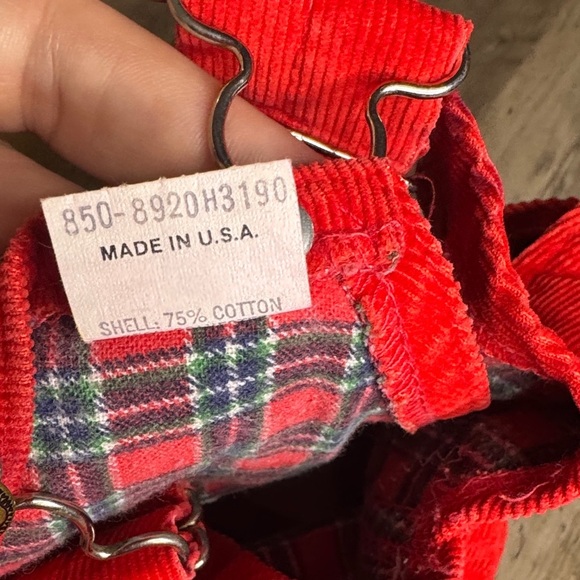 850-8920H3190
MADE IN U.S.A.
SHELL: 75% COTTON